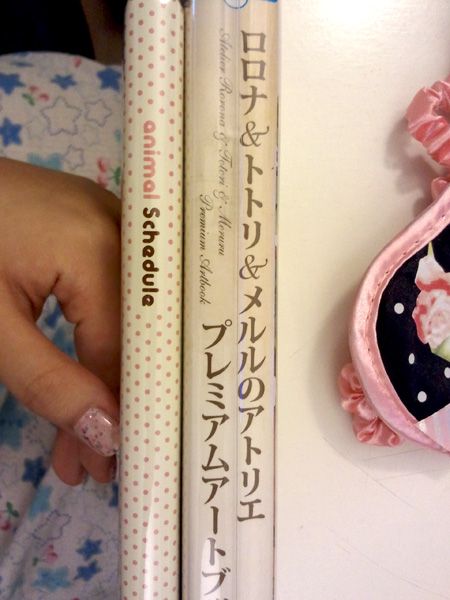 animal Schedule
ロロナ&トトリ&メルルのアトリエ
Atelier Rorona & Totori & Meruru
Premium Artbook
プレミアムアートブ